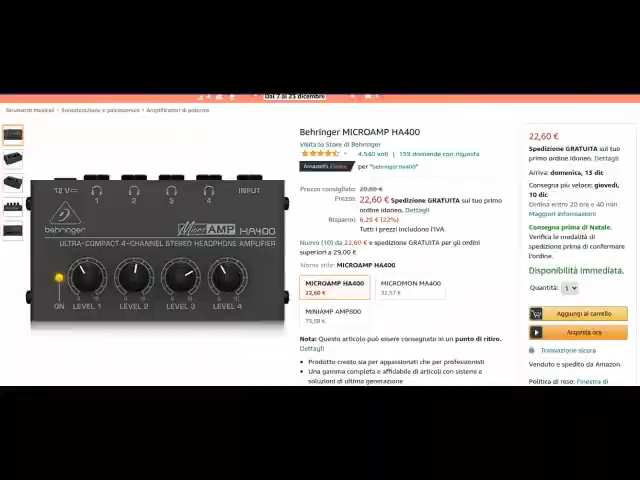 Dal 7 al 23 dicembre
Strumenti musicali › Sonorizzazione e palcoscenico › Amplificatori di potenza
Behringer MICROAMP HA400
Visita lo Store di Behringer
4.540 voti | 159 domande con risposta
Amazon's Choice per "behringer ha400"
Prezzo consigliato:
Prezzo: 22,60 € Spedizione GRATUITA sul tuo
primo ordine idoneo. Dettagli
Risparmi: 6,28 € (22%)
Tutti i prezzi includono l'IVA.
Nuovo (10) da 22,60 € e spedizione GRATUITA per gli ordini
superiori a 29,00 €
Nome stile: MICROAMP HA400
MICROAMP HA400
22,60 €
MICROMON MA400
32,57 €
MINIAMP AMP800
Nota: Questo articolo può essere consegnato in un punto di ritiro.
Dettagli
• Prodotto creato sia per appassionati che per professionisti
• Una gamma completa e affidabile di articoli con sistemi e
soluzioni di ultima generazione
12 V
1 2 3 4 INPUT
behringer
MicroAMP HA400
ULTRA-COMPACT 4-CHANNEL STEREO HEADPHONE AMPLIFIER
0 10 0 10 0 10 0 10
ON LEVEL 1 LEVEL 2 LEVEL 3 LEVEL 4
22,60 €
Spedizione GRATUITA sul tuo
primo ordine idoneo. Dettagli
Arriva: domenica, 13 dic
Consegna più veloce: giovedì,
10 dic
Ordina entro 20 ore e 40 min
Maggiori informazioni
Consegna prima di Natale.
Verifica le modalità di
spedizione prima di confermare
l'ordine.
Disponibilità immediata.
Quantità: 1
Aggiungi al carrello
Acquista ora
Transazione sicura
Venduto e spedito da Amazon.
Politica di reso: Finestra di